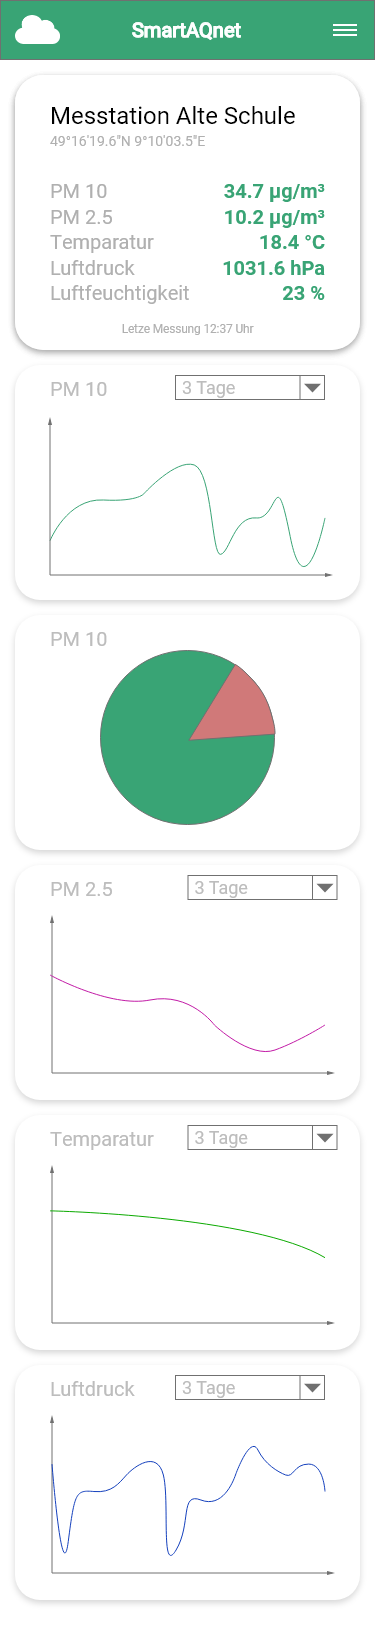 SmartAQnet
Messtation Alte Schule
49°16'19.6"N 9°10'03.5"E
PM 10 34.7 µg/m³
PM 2.5 10.2 µg/m³
Temparatur 18.4 °C
Luftdruck 1031.6 hPa
Luftfeuchtigkeit 23 %
Letze Messung 12:37 Uhr
PM 10 3 Tage
PM 10
PM 2.5 3 Tage
Temparatur 3 Tage
Luftdruck 3 Tage